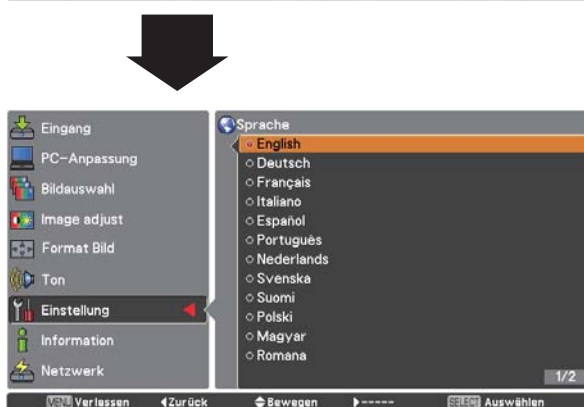 Eingang
PC-Anpassung
Bildauswahl
Image adjust
Format Bild
Ton
Einstellung
Information
Netzwerk
Sprache
English
Deutsch
Français
Italiano
Español
Português
Nederlands
Svenska
Suomi
Polski
Magyar
Romana
1/2
MENU Verlassen Zurück Bewegen ----- SELECT Auswählen